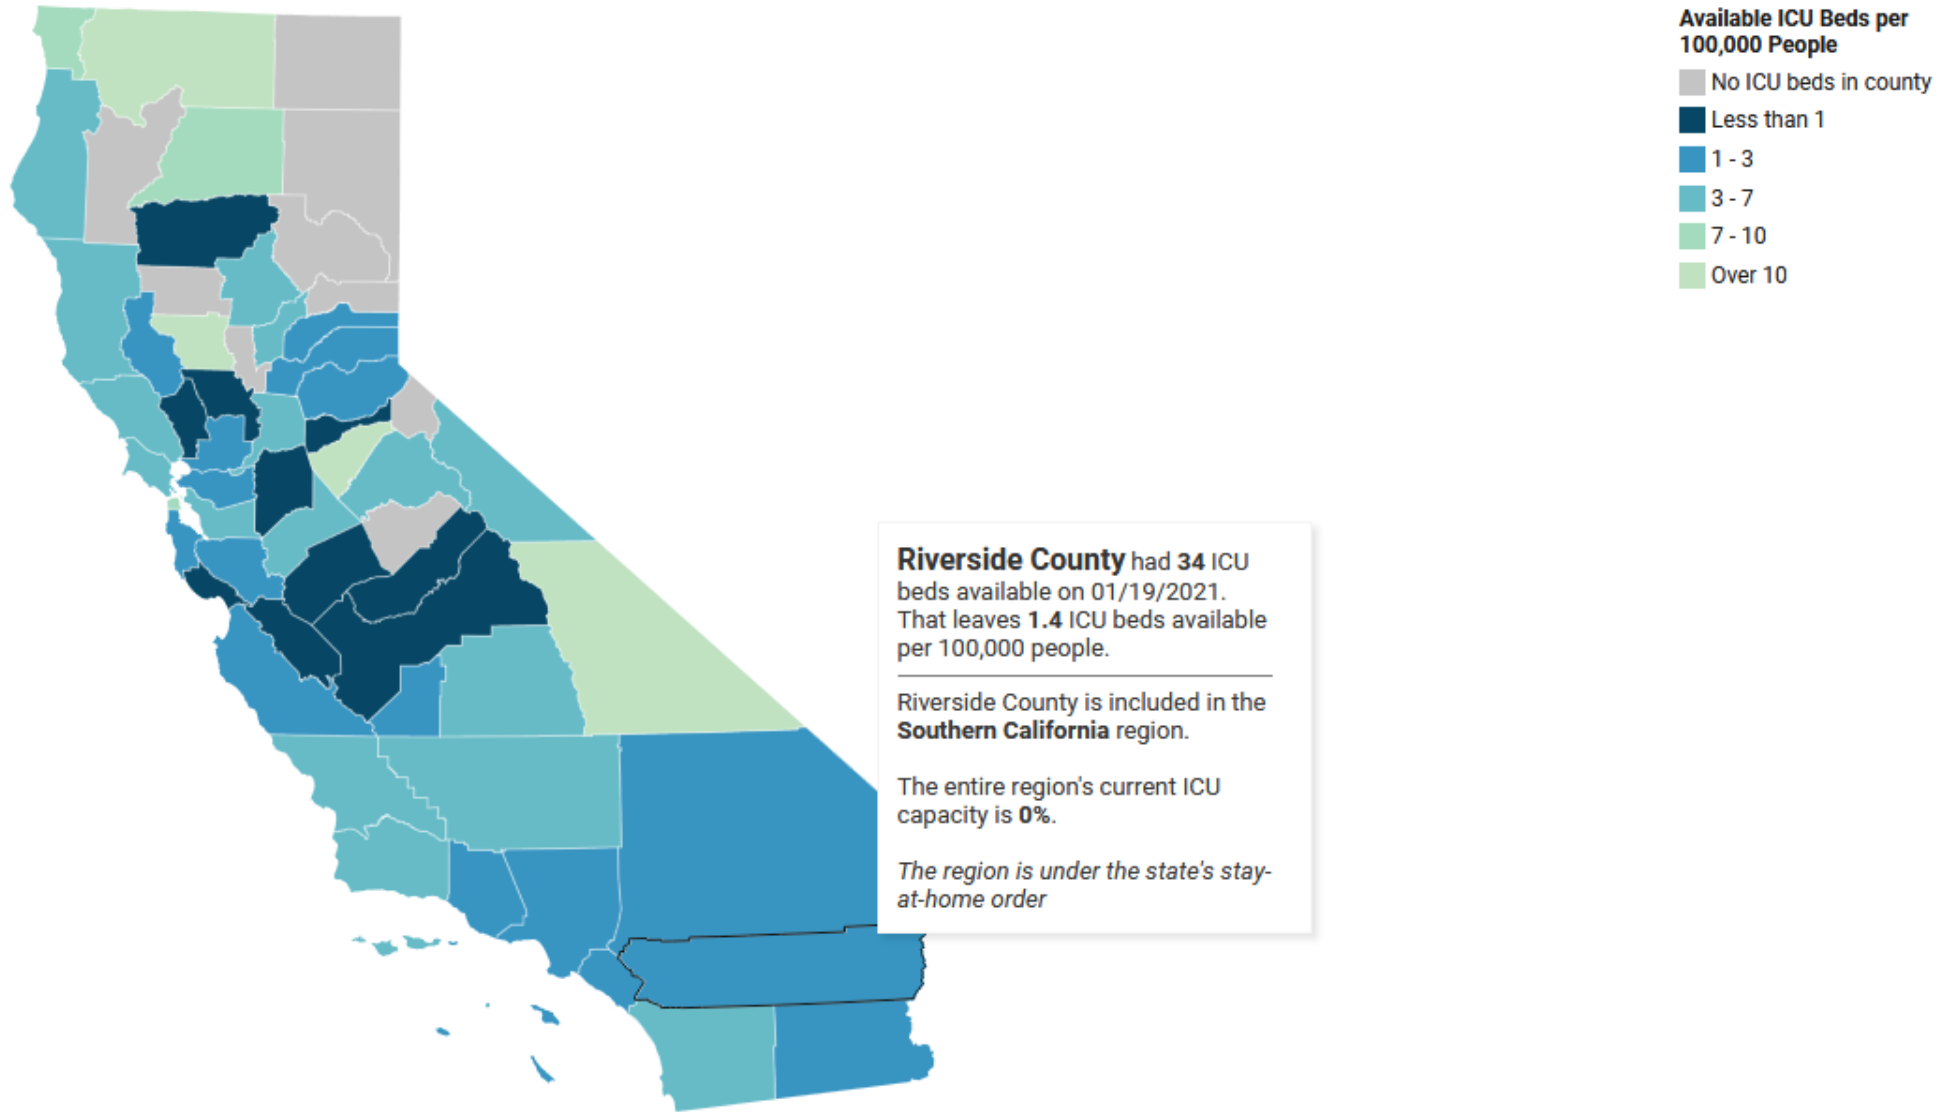 Available ICU Beds per
100,000 People
No ICU beds in county
Less than 1
1 - 3
3 - 7
7 - 10
Over 10
Riverside County had 34 ICU
beds available on 01/19/2021.
That leaves 1.4 ICU beds available
per 100,000 people.
Riverside County is included in the
Southern California region.
The entire region's current ICU
capacity is 0%.
The region is under the state's stay-
at-home order